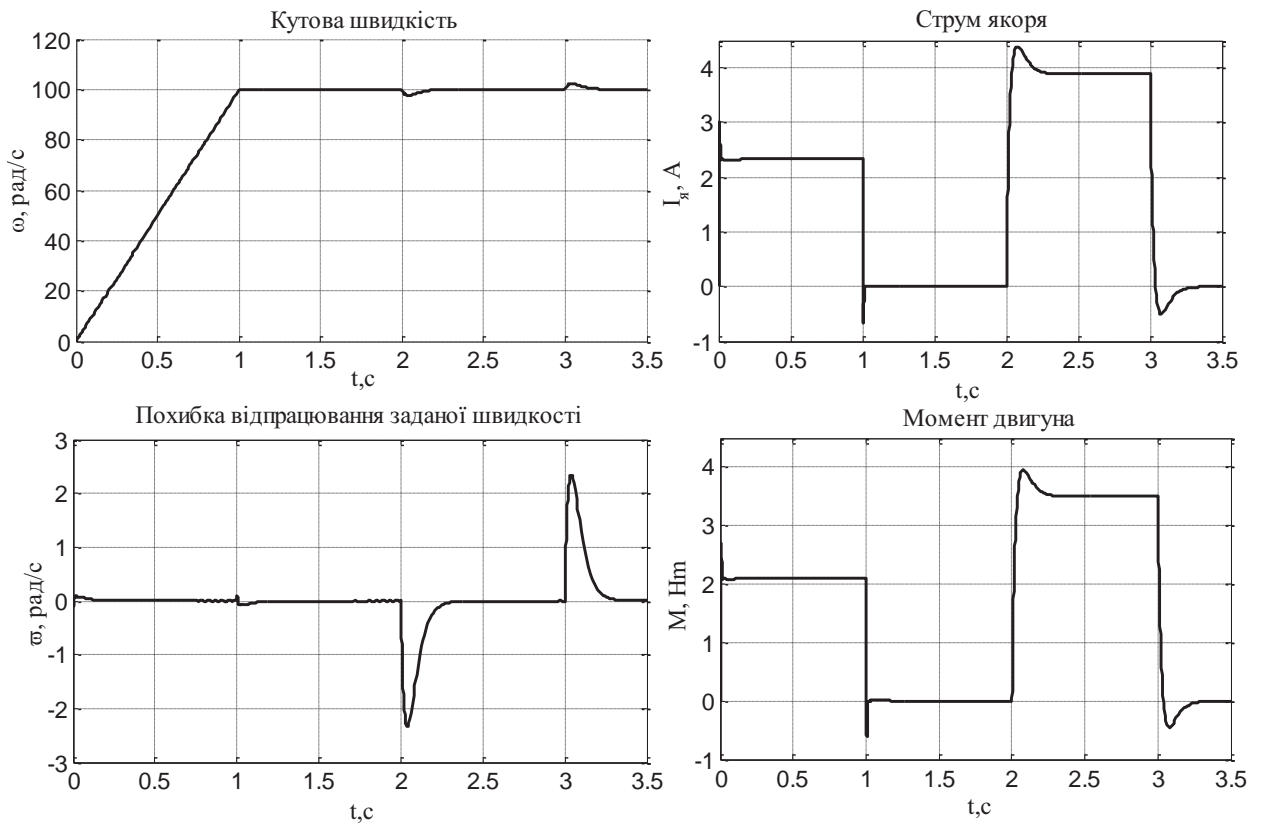 Кутова швидкість
ω, рад/с
120
100
80
60
40
20
0
0 0.5 1 1.5 2 2.5 3 3.5
t,c
Струм якоря
Iя, А
4
3
2
1
0
-1
0 0.5 1 1.5 2 2.5 3 3.5
t,c
Похибка відпрацювання заданої швидкості
ϖ, рад/с
3
2
1
0
-1
-2
-3
0 0.5 1 1.5 2 2.5 3 3.5
t,c
Момент двигуна
М, Нm
4
3
2
1
0
-1
0 0.5 1 1.5 2 2.5 3 3.5
t,c